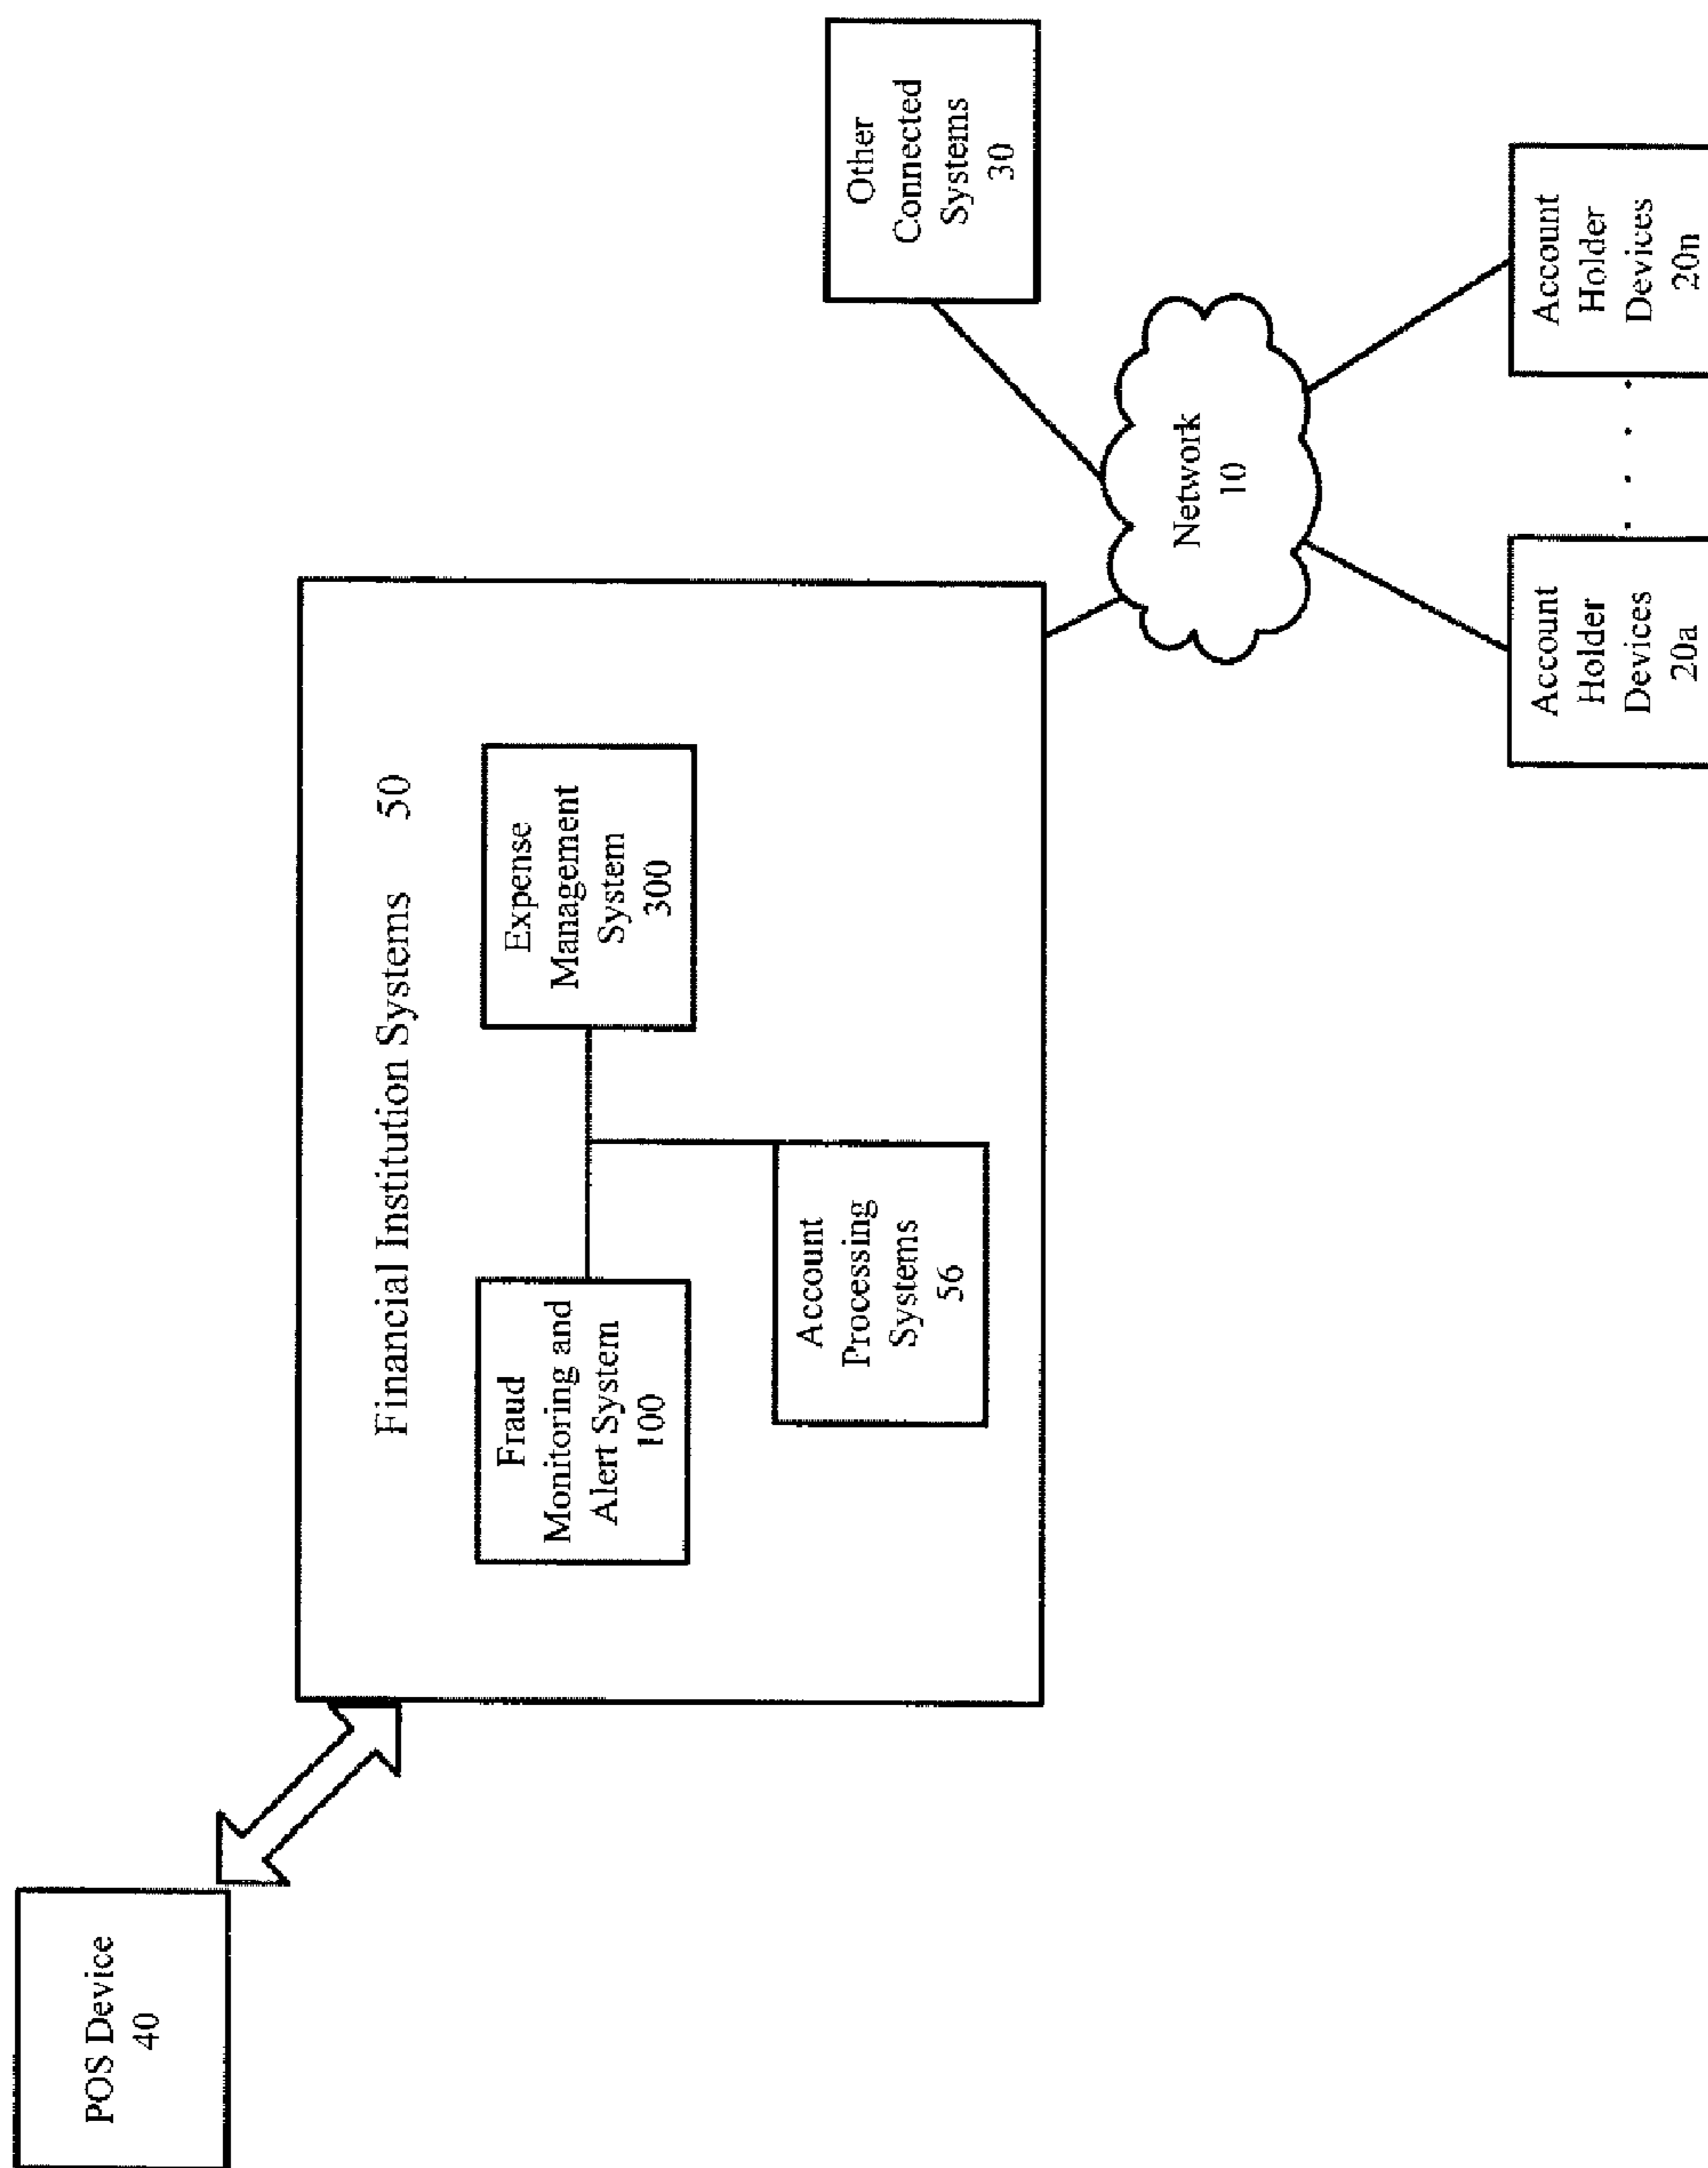 POS Device
40
Financial Institution Systems 50
Fraud
Monitoring and
Alert System
100
Expense
Management
System
300
Account
Processing
Systems
56
Other
Connected
Systems
30
Network
10
Account
Holder
Devices
20a
. . . .
Account
Holder
Devices
20n